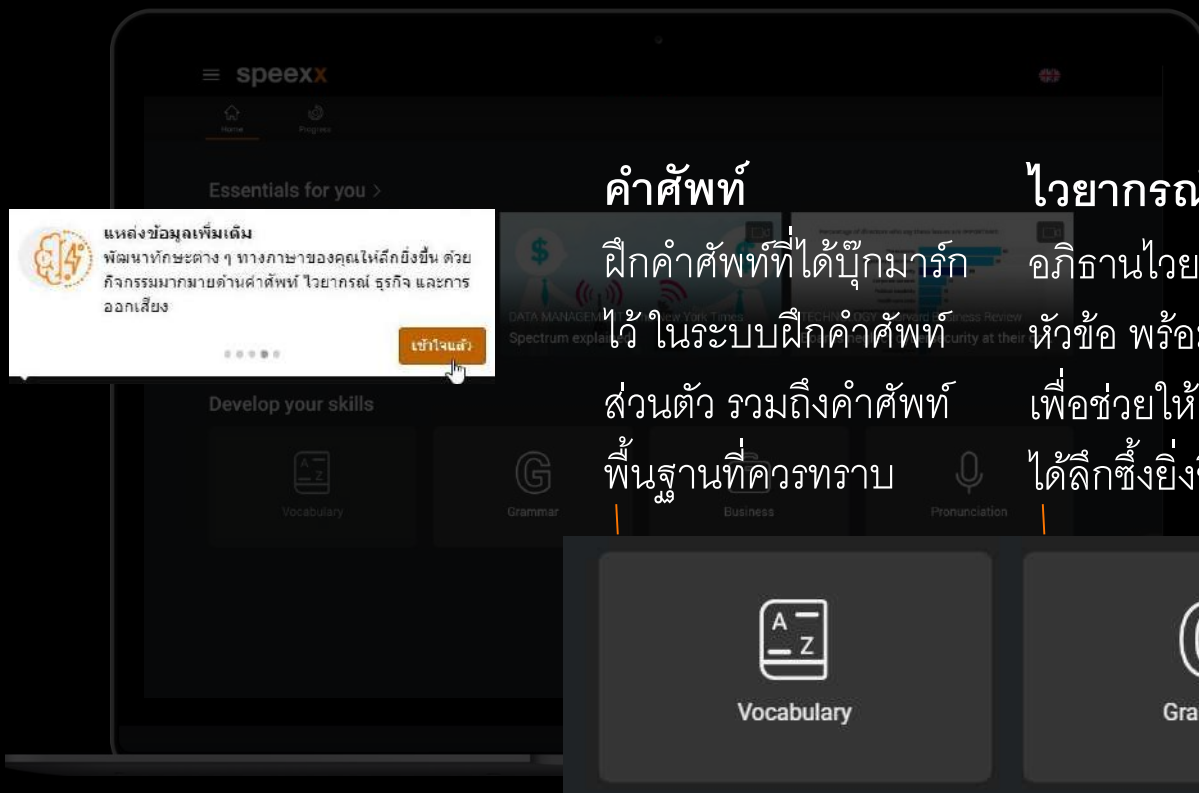 speexx
Home
Progress
Essentials for you >
แหล่งข้อมูลเพิ่มเติม
พัฒนาทักษะต่าง ๆ ทางภาษาของคุณให้ลึกยิ่งขึ้น ด้วย
กิจกรรมมากมายด้านคำศัพท์ ไวยากรณ์ ธุรกิจ และการ
ออกเสียง
เข้าใจแล้ว
คำศัพท์
ฝึกคำศัพท์ที่ได้บุ๊กมาร์ก
ไว้ ในระบบฝึกคำศัพท์
ส่วนตัว รวมถึงคำศัพท์
พื้นฐานที่ควรทราบ
ไวยากรณ์
อภิธานไวย
หัวข้อ พร้อม
เพื่อช่วยให้
ได้ลึกซึ้งยิ่ง
DATA MANAGEMENT New York Times
Spectrum explained
TECHNOLOGY Harvard Business Review
security at their
Develop your skills
Vocabulary
Grammar
Business
Pronunciation
A
Z
Vocabulary
Gra